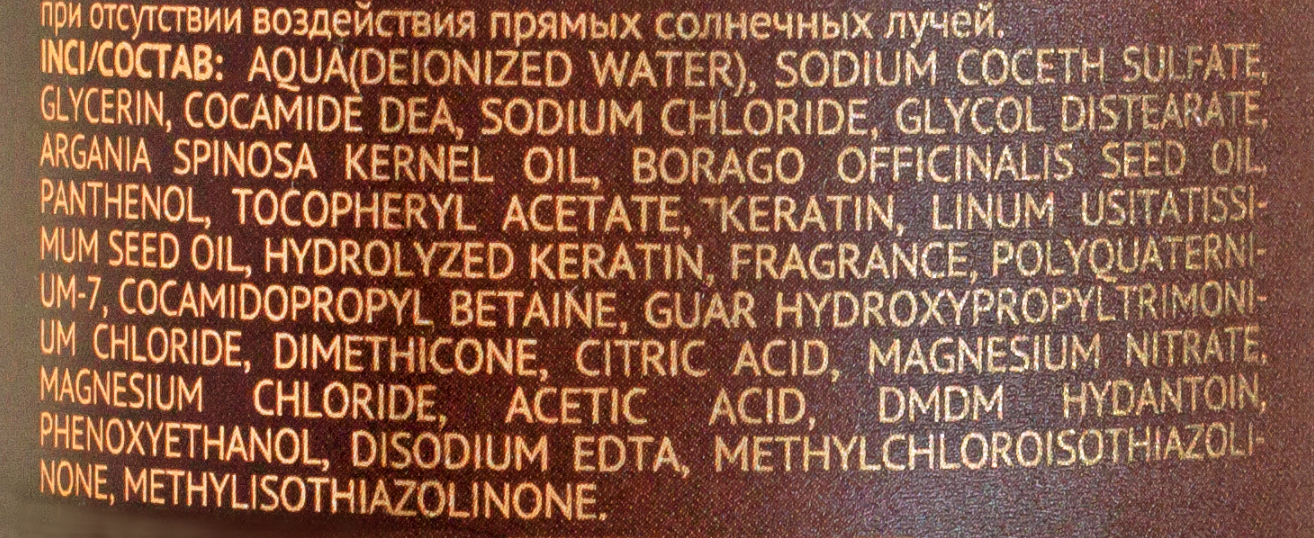 при отсутствии воздействия прямых солнечных лучей.
INCI/СОСТАВ: AQUA(DEIONIZED WATER), SODIUM COCETH SULFATE,
GLYCERIN, COCAMIDE DEA, SODIUM CHLORIDE, GLYCOL DISTEARATE,
ARGANIA SPINOSA KERNEL OIL, BORAGO OFFICINALIS SEED OIL,
PANTHENOL, TOCOPHERYL ACETATE, KERATIN, LINUM USITATISSI-
MUM SEED OIL, HYDROLYZED KERATIN, FRAGRANCE, POLYQUATERNI-
UM-7, COCAMIDOPROPYL BETAINE, GUAR HYDROXYPROPYLTRIMONI-
UM CHLORIDE, DIMETHICONE, CITRIC ACID, MAGNESIUM NITRATE,
MAGNESIUM CHLORIDE, ACETIC ACID, DMDM HYDANTOIN,
PHENOXYETHANOL, DISODIUM EDTA, METHYLCHLOROISOTHIAZOLI-
NONE, METHYLISOTHIAZOLINONE.